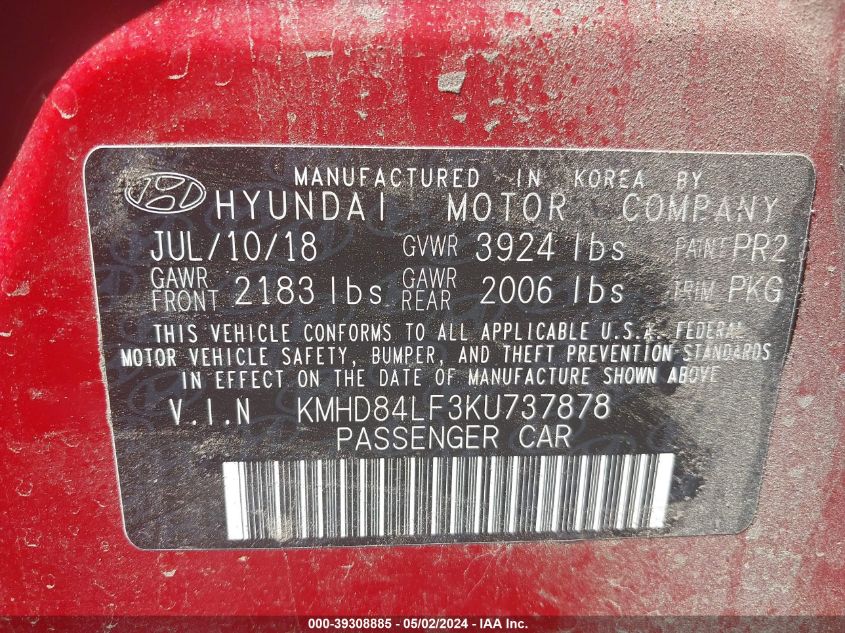 MANUFACTURED IN KOREA BY
HYUNDAI MOTOR COMPANY
JUL/10/18 GVWR 3924 lbs PAINT PR2
GAWR FRONT 2183 lbs GAWR REAR 2006 lbs TRIM PKG
THIS VEHICLE CONFORMS TO ALL APPLICABLE U.S.A. FEDERAL
MOTOR VEHICLE SAFETY, BUMPER, AND THEFT PREVENTION STANDARDS
IN EFFECT ON THE DATE OF MANUFACTURE SHOWN ABOVE
V.I.N KMHD84LF3KU737878
PASSENGER CAR
000-39308885 - 05/02/2024 - IAA Inc.